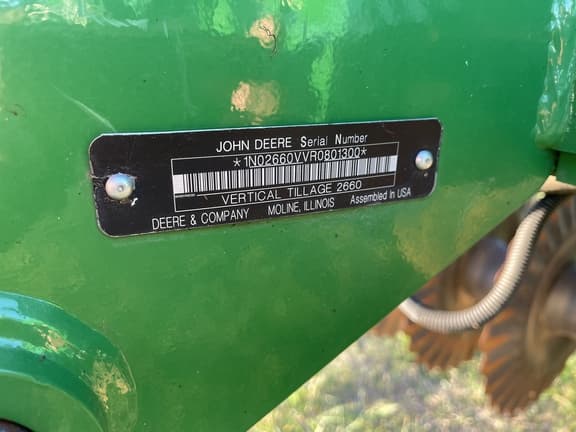 JOHN DEERE Serial Number
*1N02660VVR0801300*
VERTICAL TILLAGE 2660
DEERE & COMPANY MOLINE, ILLINOIS Assembled In USA